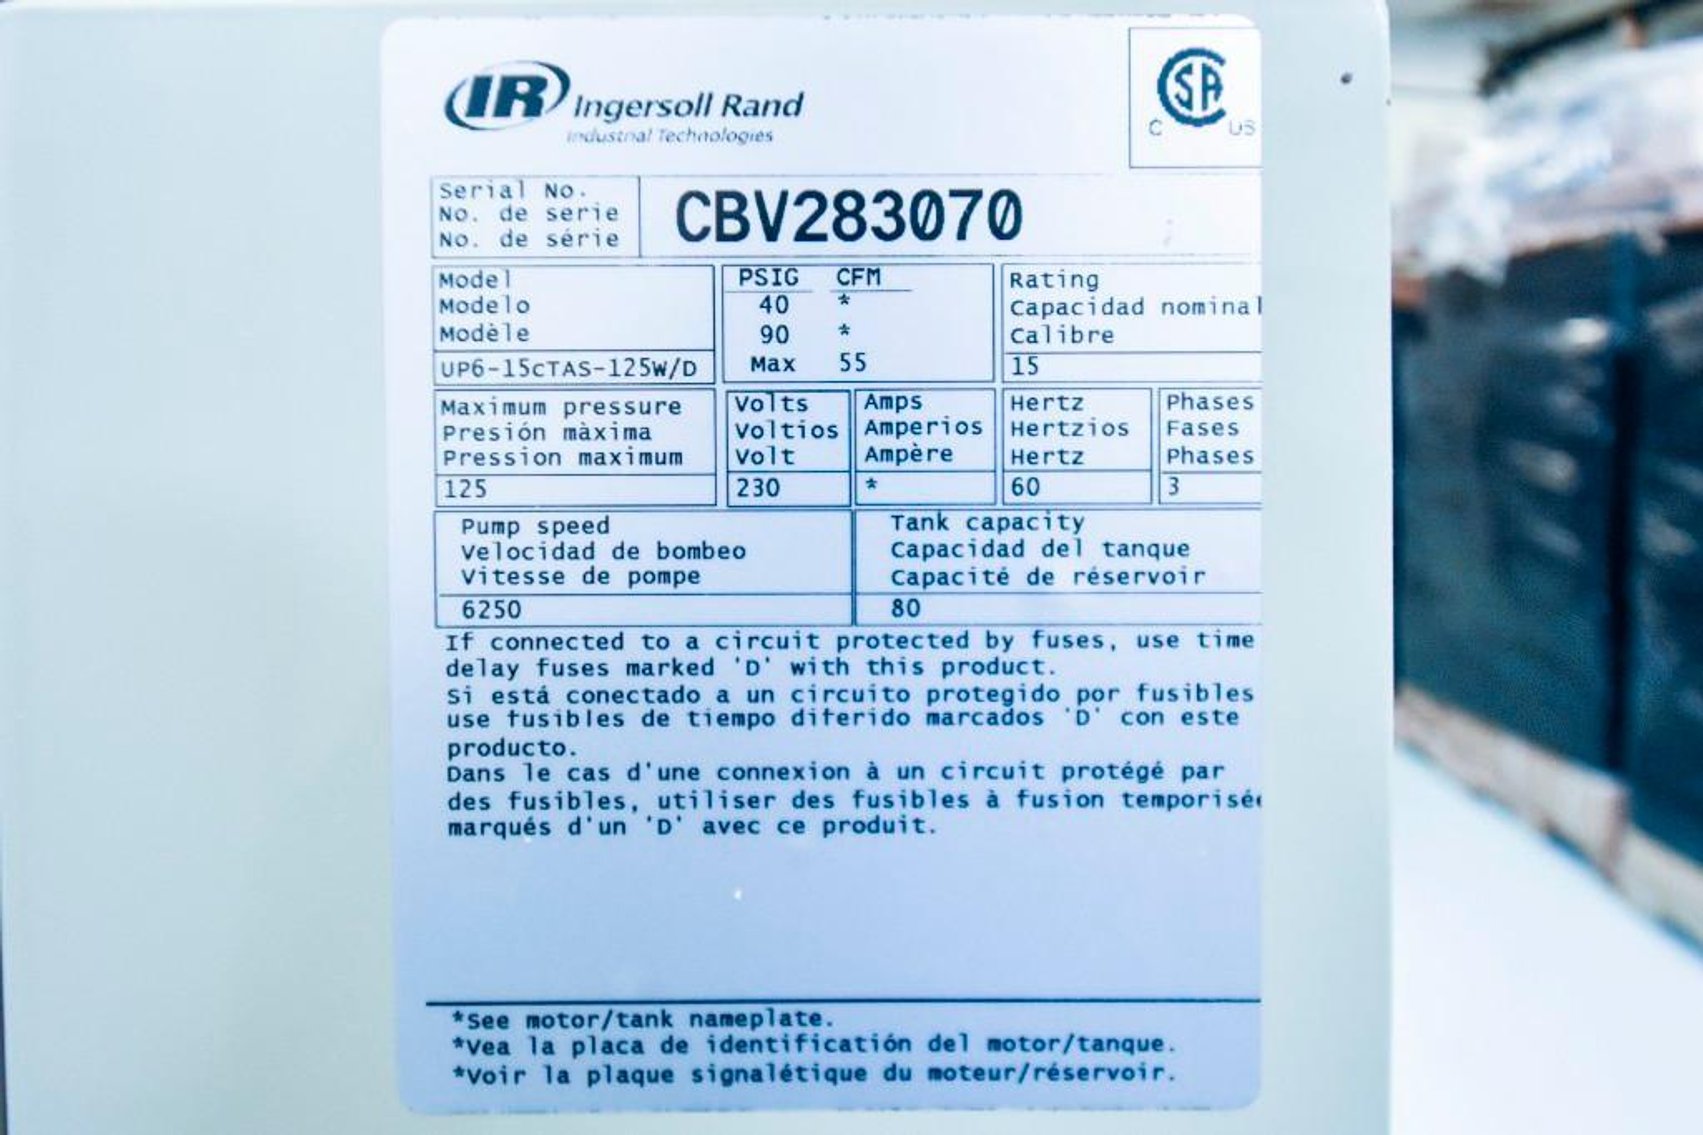 IR Ingersoll Rand
Industrial Technologies
C SA US
Serial No.
No. de serie
No. de série
CBV283070
Model
Modelo
Modèle
UP6-15cTAS-125W/D
PSIG CFM
40 *
90 *
Max 55
Rating
Capacidad nominal
Calibre
15
Maximum pressure
Presión màxima
Pression maximum
125
Volts
Voltios
Volt
230
Amps
Amperios
Ampère
*
Hertz
Hertzios
Hertz
60
Phases
Fases
Phases
3
Pump speed
Velocidad de bombeo
Vitesse de pompe
6250
Tank capacity
Capacidad del tanque
Capacité de réservoir
80
If connected to a circuit protected by fuses, use time
delay fuses marked 'D' with this product.
Si está conectado a un circuito protegido por fusibles
use fusibles de tiempo diferido marcados 'D' con este
producto.
Dans le cas d'une connexion à un circuit protégé par
des fusibles, utiliser des fusibles à fusion temporisée
marqués d'un 'D' avec ce produit.
*See motor/tank nameplate.
*Vea la placa de identificatión del motor/tanque.
*Voir la plaque signalétique du moteur/réservoir.